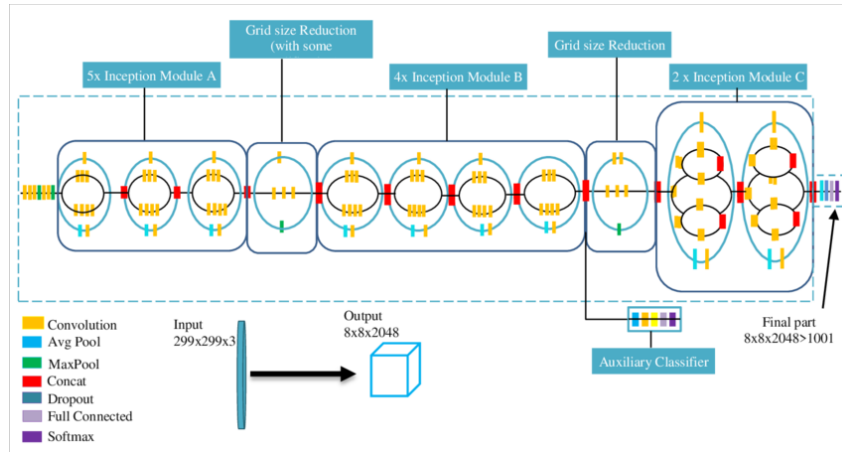 Grid size Reduction
(with some
Grid size Reduction
5x Inception Module A
4x Inception Module B
2 x Inception Module C
Convolution
Avg Pool
MaxPool
Concat
Dropout
Full Connected
Softmax
Input
299x299x3
Output
8x8x2048
Auxiliary Classifier
Final part
8x8x2048>1001